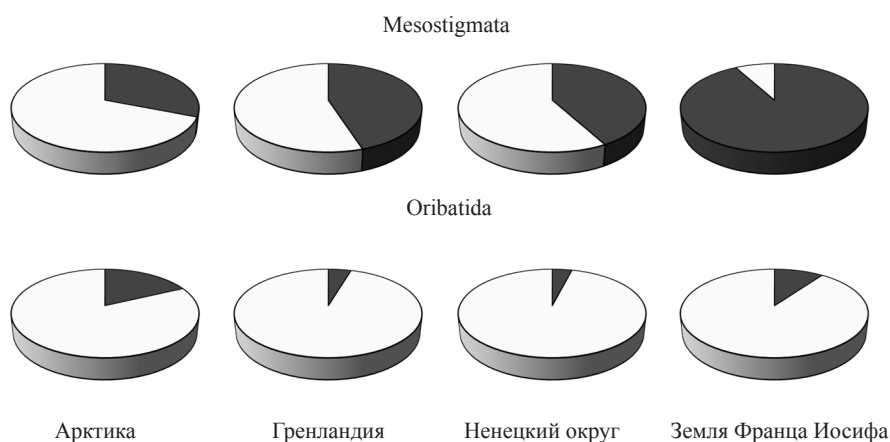 Mesostigmata
Oribatida
Арктика Гренландия Ненецкий округ Земля Франца Иосифа